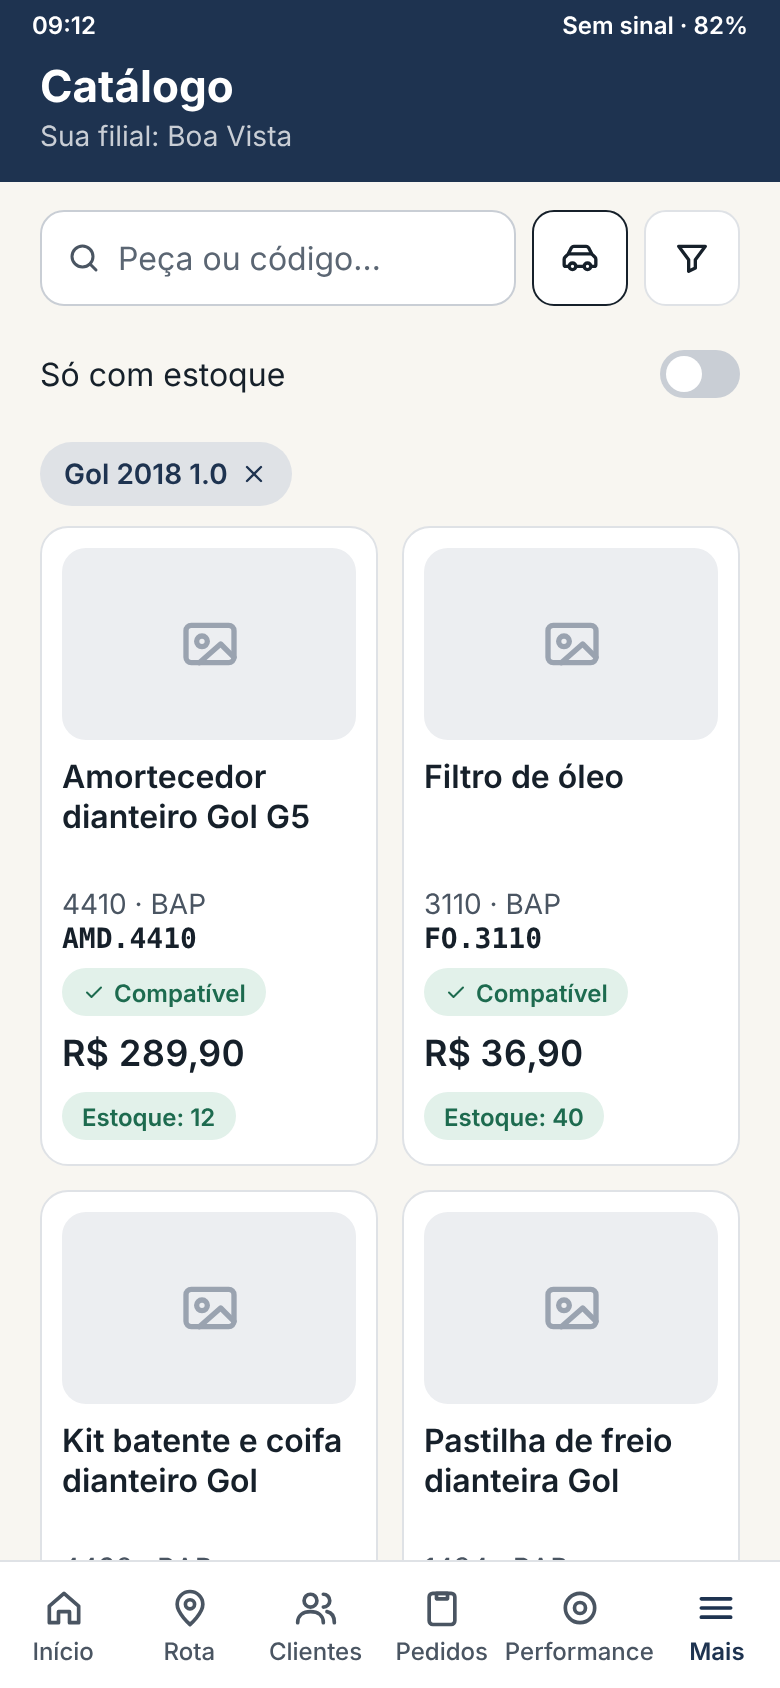 09:12
Sem sinal · 82%
Catálogo
Sua filial: Boa Vista
Peça ou código...
Só com estoque
Gol 2018 1.0
Amortecedor
dianteiro Gol G5
4410 · BAP
AMD.4410
Compatível
R$ 289,90
Estoque: 12
Filtro de óleo
3110 · BAP
FO.3110
Compatível
R$ 36,90
Estoque: 40
Kit batente e coifa
dianteiro Gol
Pastilha de freio
dianteira Gol
Início
Rota
Clientes
Pedidos
Performance
Mais